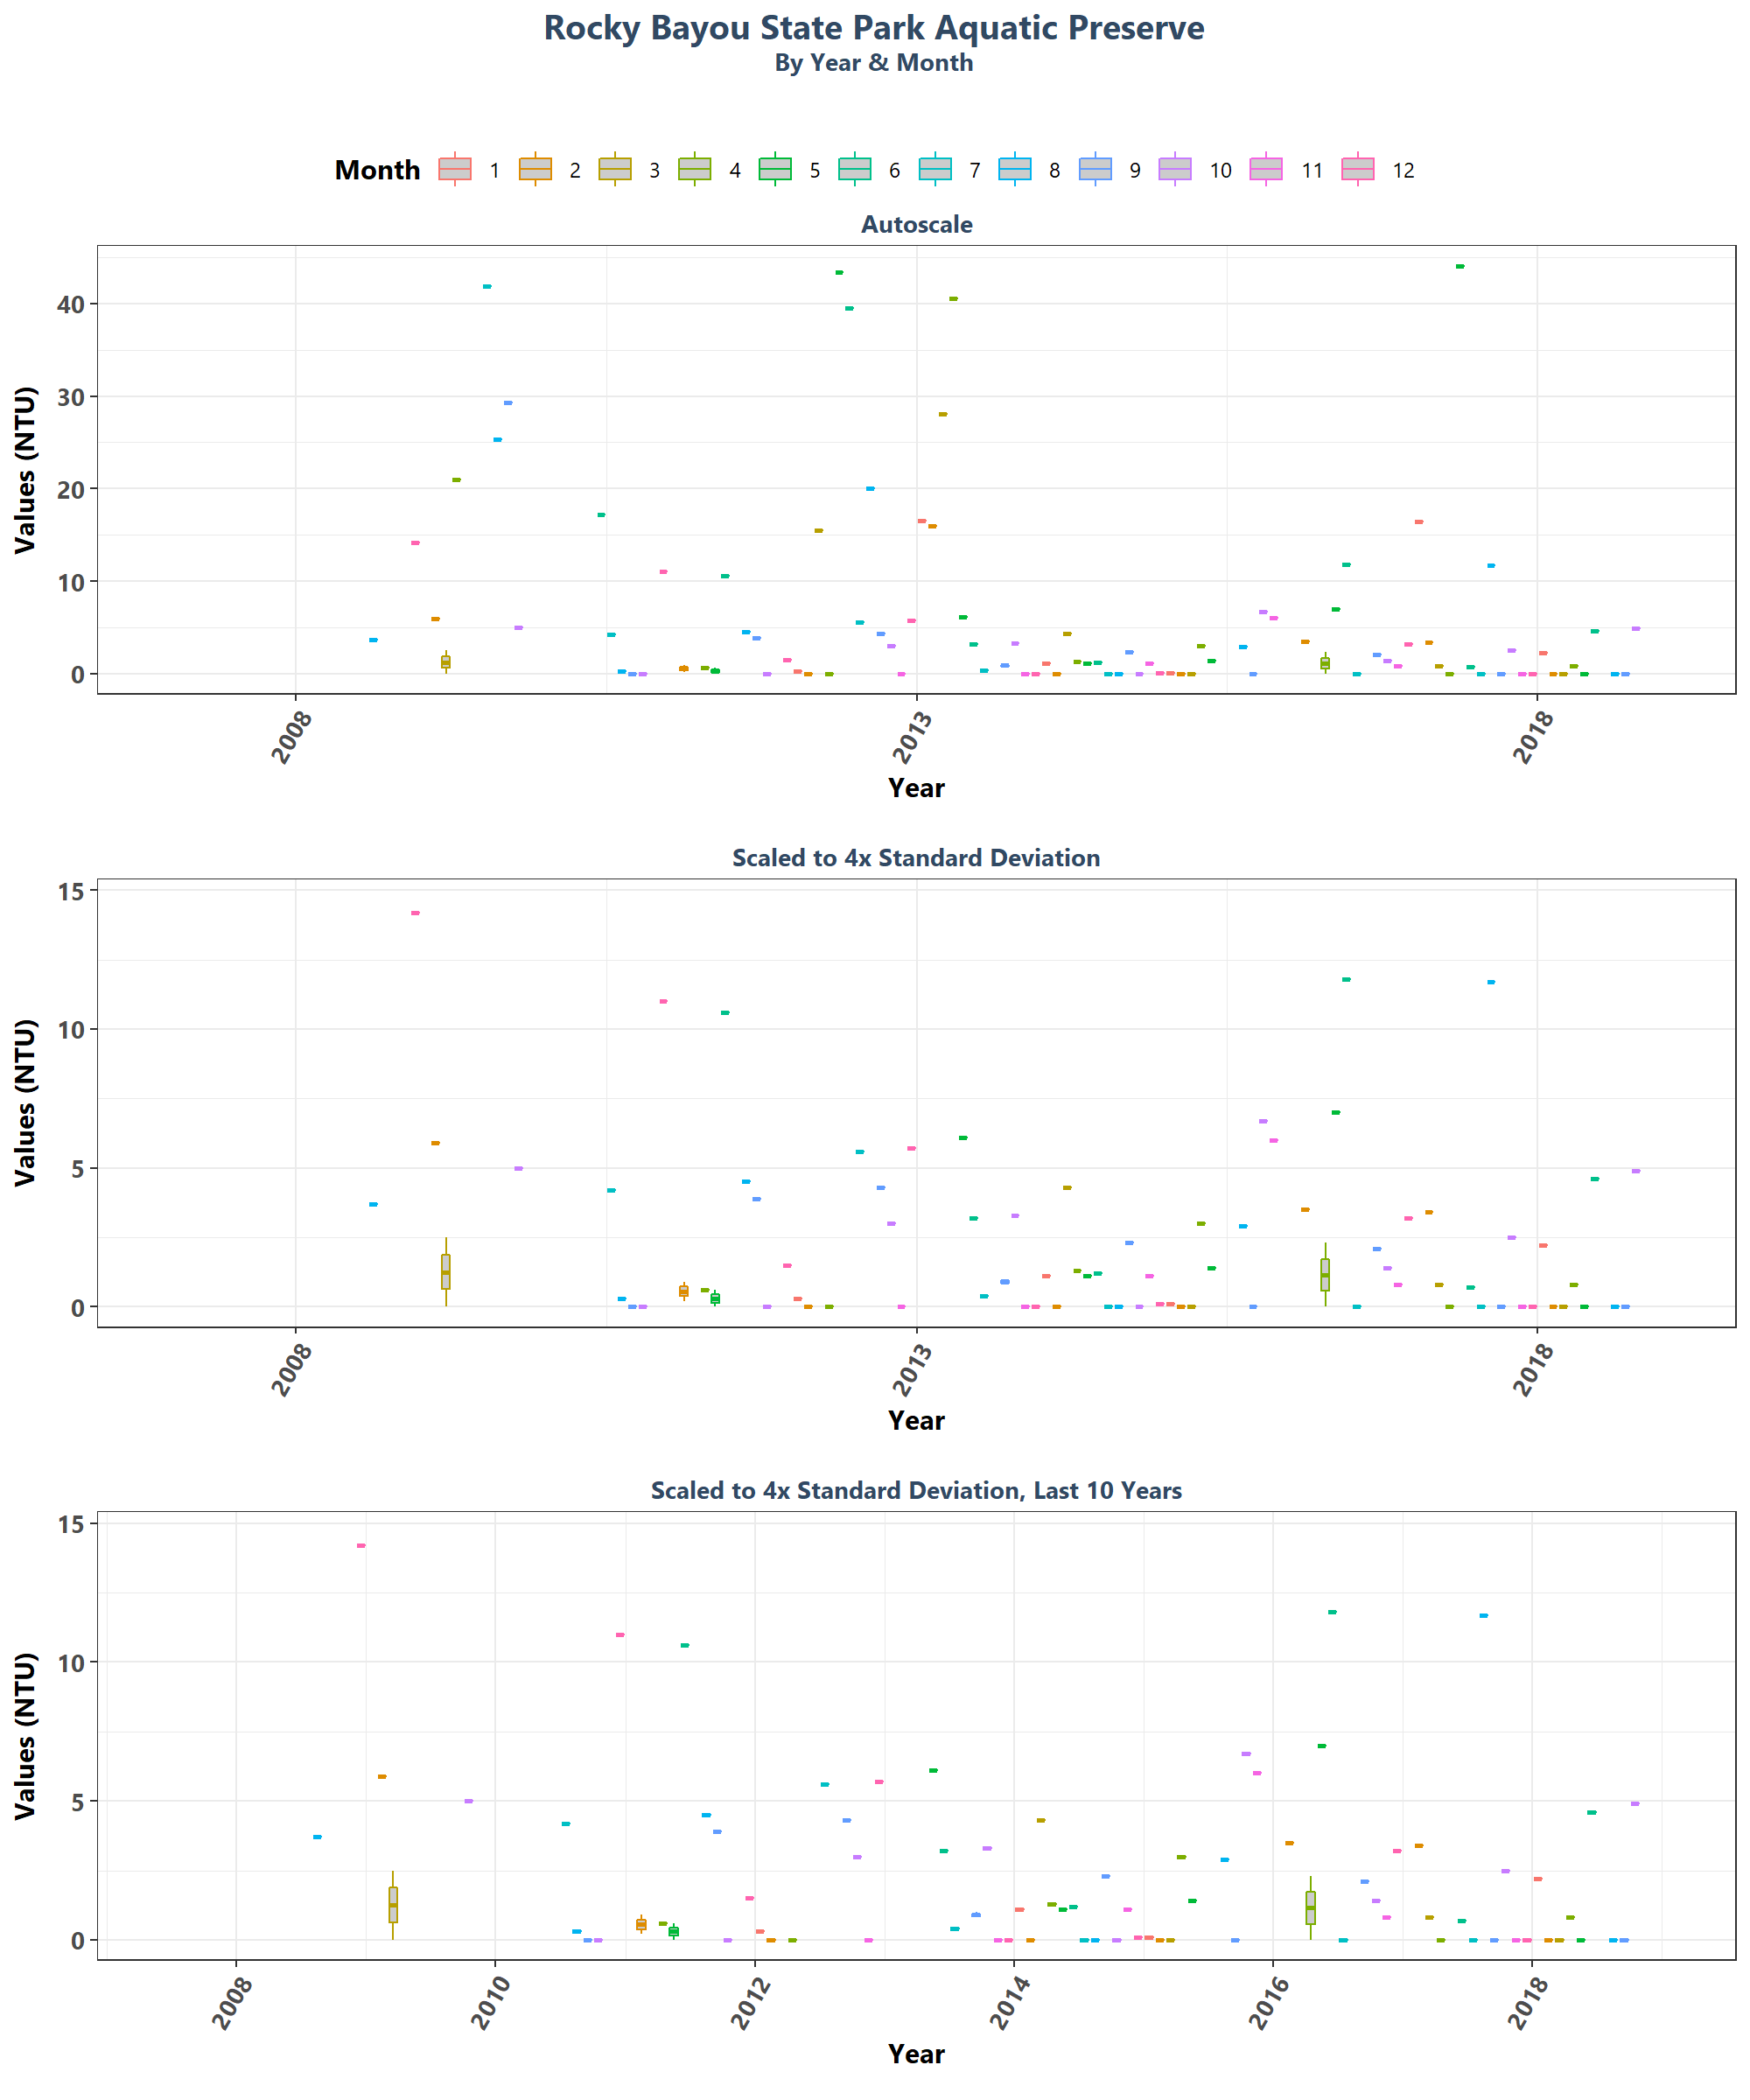 Rocky Bayou State Park Aquatic Preserve
By Year & Month
Month 1 2 3 4 5 6 7 8 9 10 11 12
Autoscale
Values (NTU)
40
30
20
10
0
2008 2013 2018
Year
Scaled to 4x Standard Deviation
Values (NTU)
15
10
5
0
2008 2013 2018
Year
Scaled to 4x Standard Deviation, Last 10 Years
Values (NTU)
15
10
5
0
2008 2010 2012 2014 2016 2018
Year